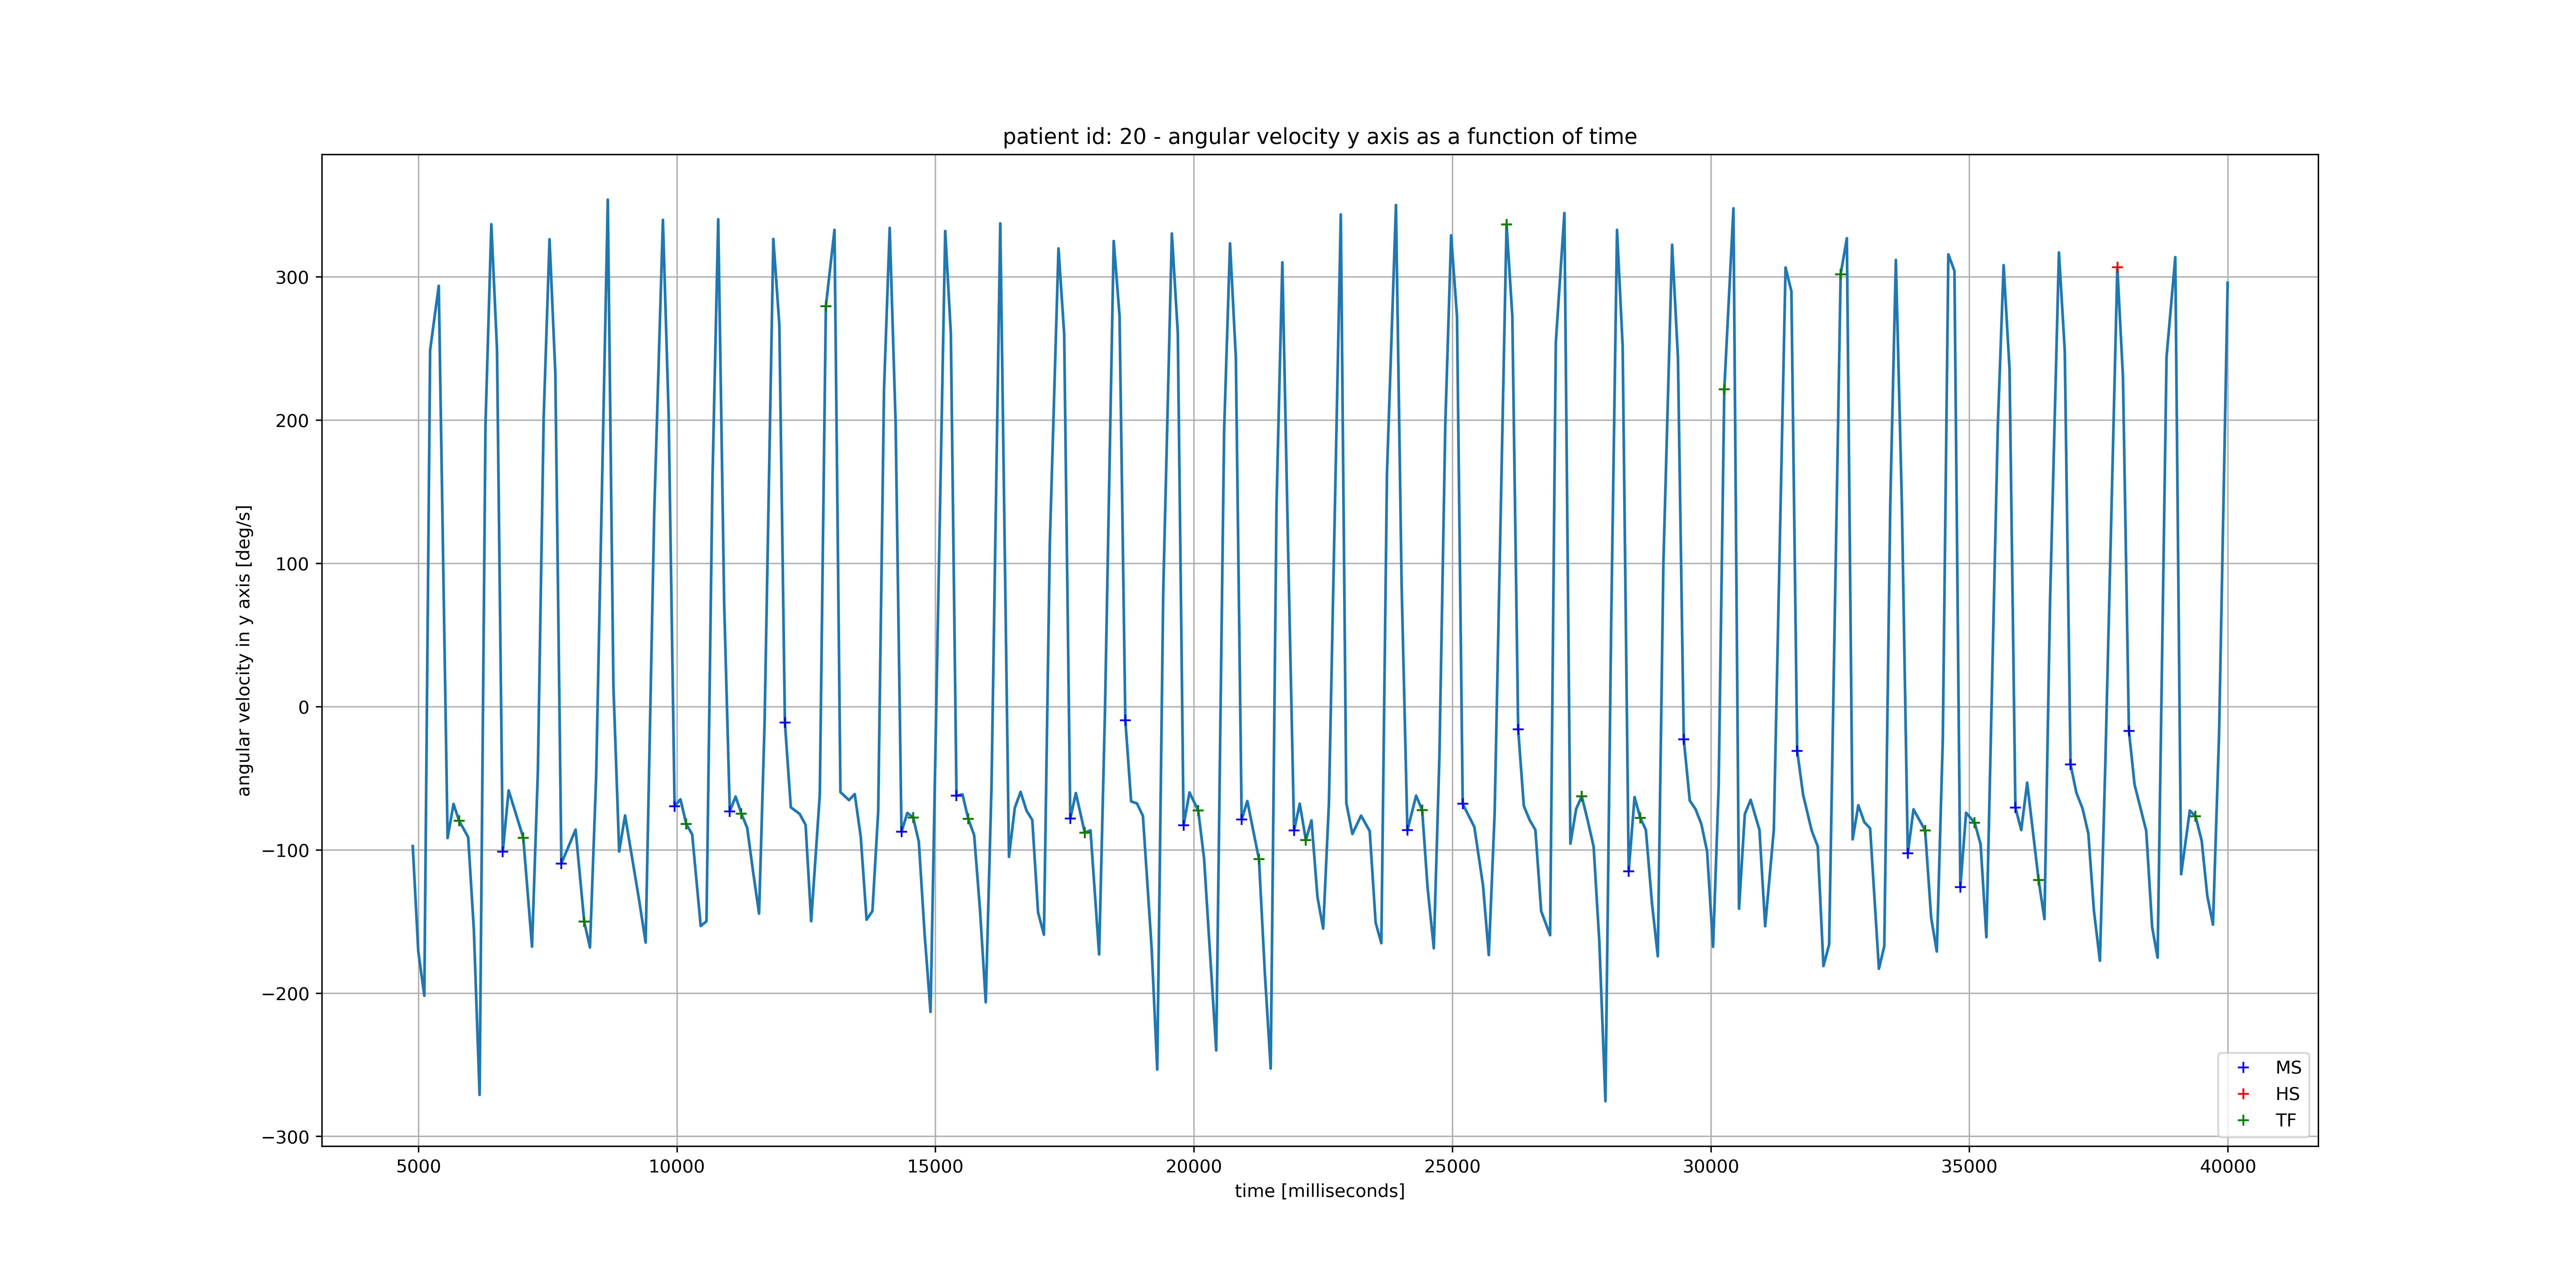 patient id: 20 - angular velocity y axis as a function of time
angular velocity in y axis [deg/s]
300
200
100
0
−100
−200
−300
5000
10000
15000
20000
25000
30000
35000
40000
time [milliseconds]
MS
HS
TF